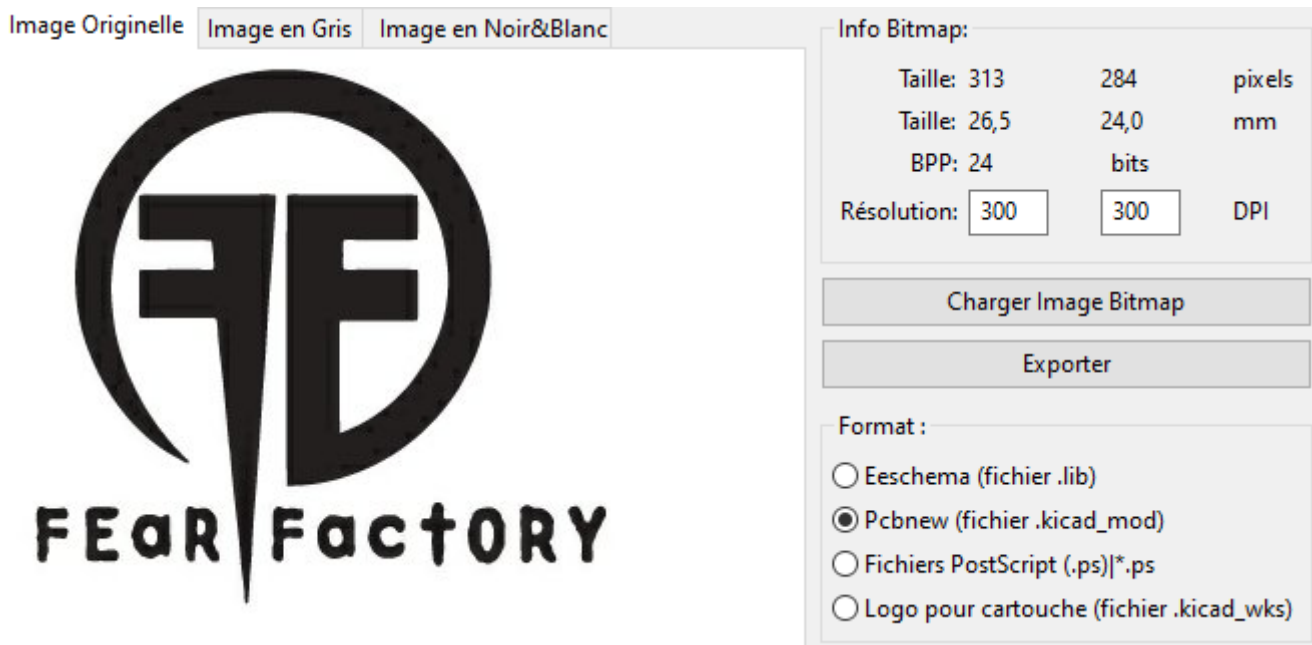 Image Originelle
Image en Gris
Image en Noir&Blanc
FEaR FactORY
Info Bitmap:
Taille: 313 284 pixels
Taille: 26,5 24,0 mm
BPP: 24 bits
Résolution: 300 300 DPI
Charger Image Bitmap
Exporter
Format :
Eeschema (fichier .lib)
Pcbnew (fichier .kicad_mod)
Fichiers PostScript (.ps)|*.ps
Logo pour cartouche (fichier .kicad_wks)